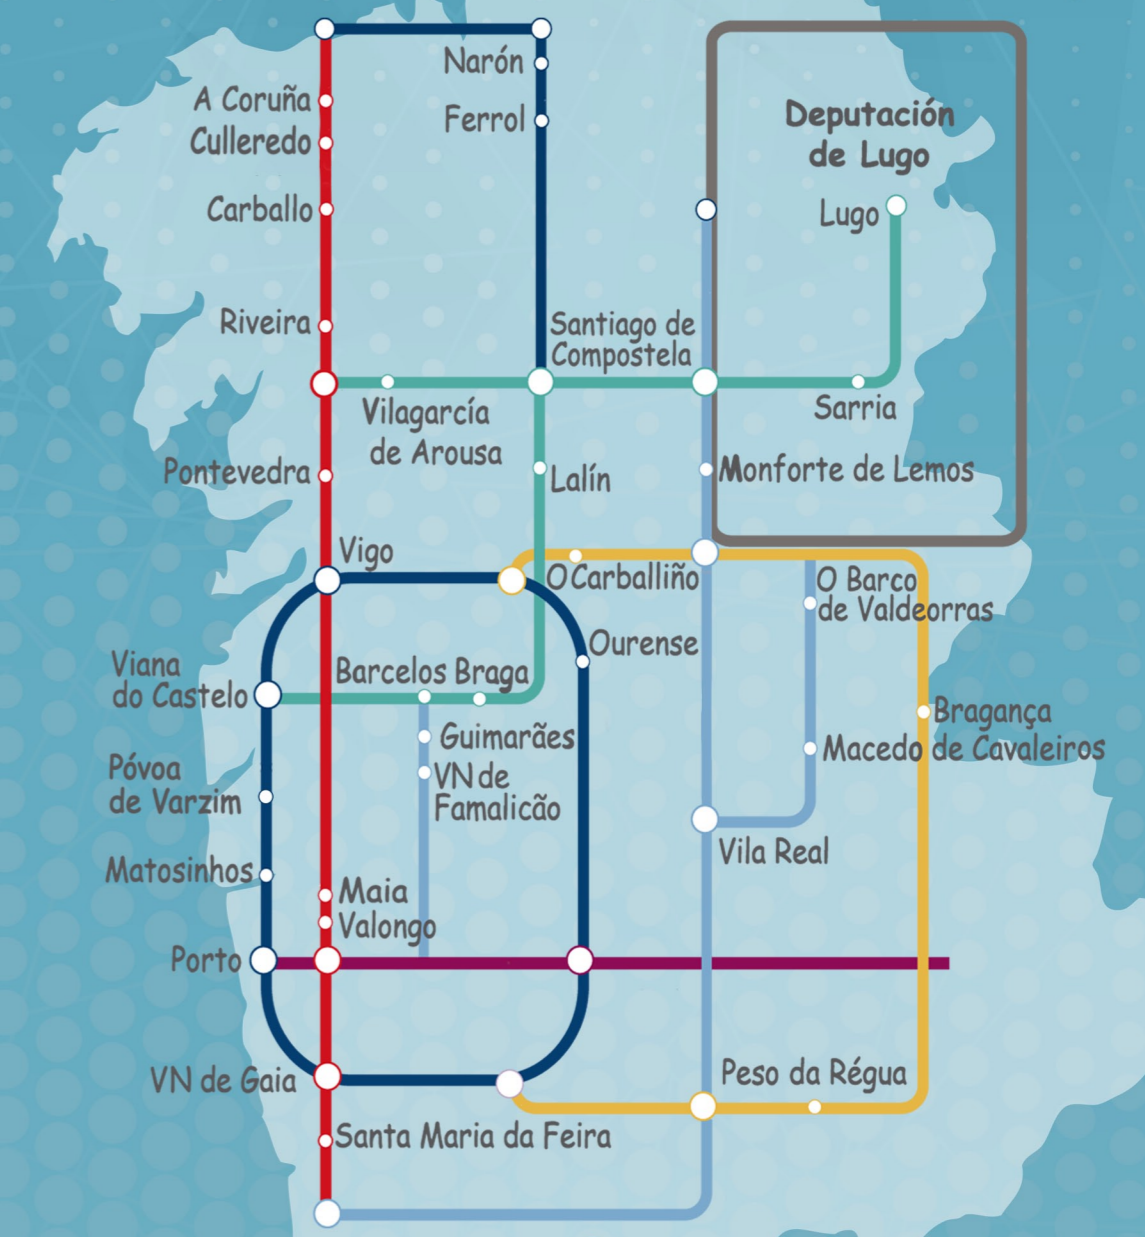 Narón
A Coruña
Deputación
de Lugo
Ferrol
Culleredo
Carballo
Lugo
Riveira
Santiago de
Compostela
Vilagarcía
de Arousa
Sarria
Pontevedra
Lalín
Monforte de Lemos
Vigo
O Carballiño
O Barco
de Valdeorras
Ourense
Viana
do Castelo
Barcelos Braga
Bragança
Guimarães
Macedo de Cavaleiros
Póvoa
de Varzim
VN de
Famalicão
Vila Real
Matosinhos
Maia
Valongo
Porto
VN de Gaia
Peso da Régua
Santa Maria da Feira